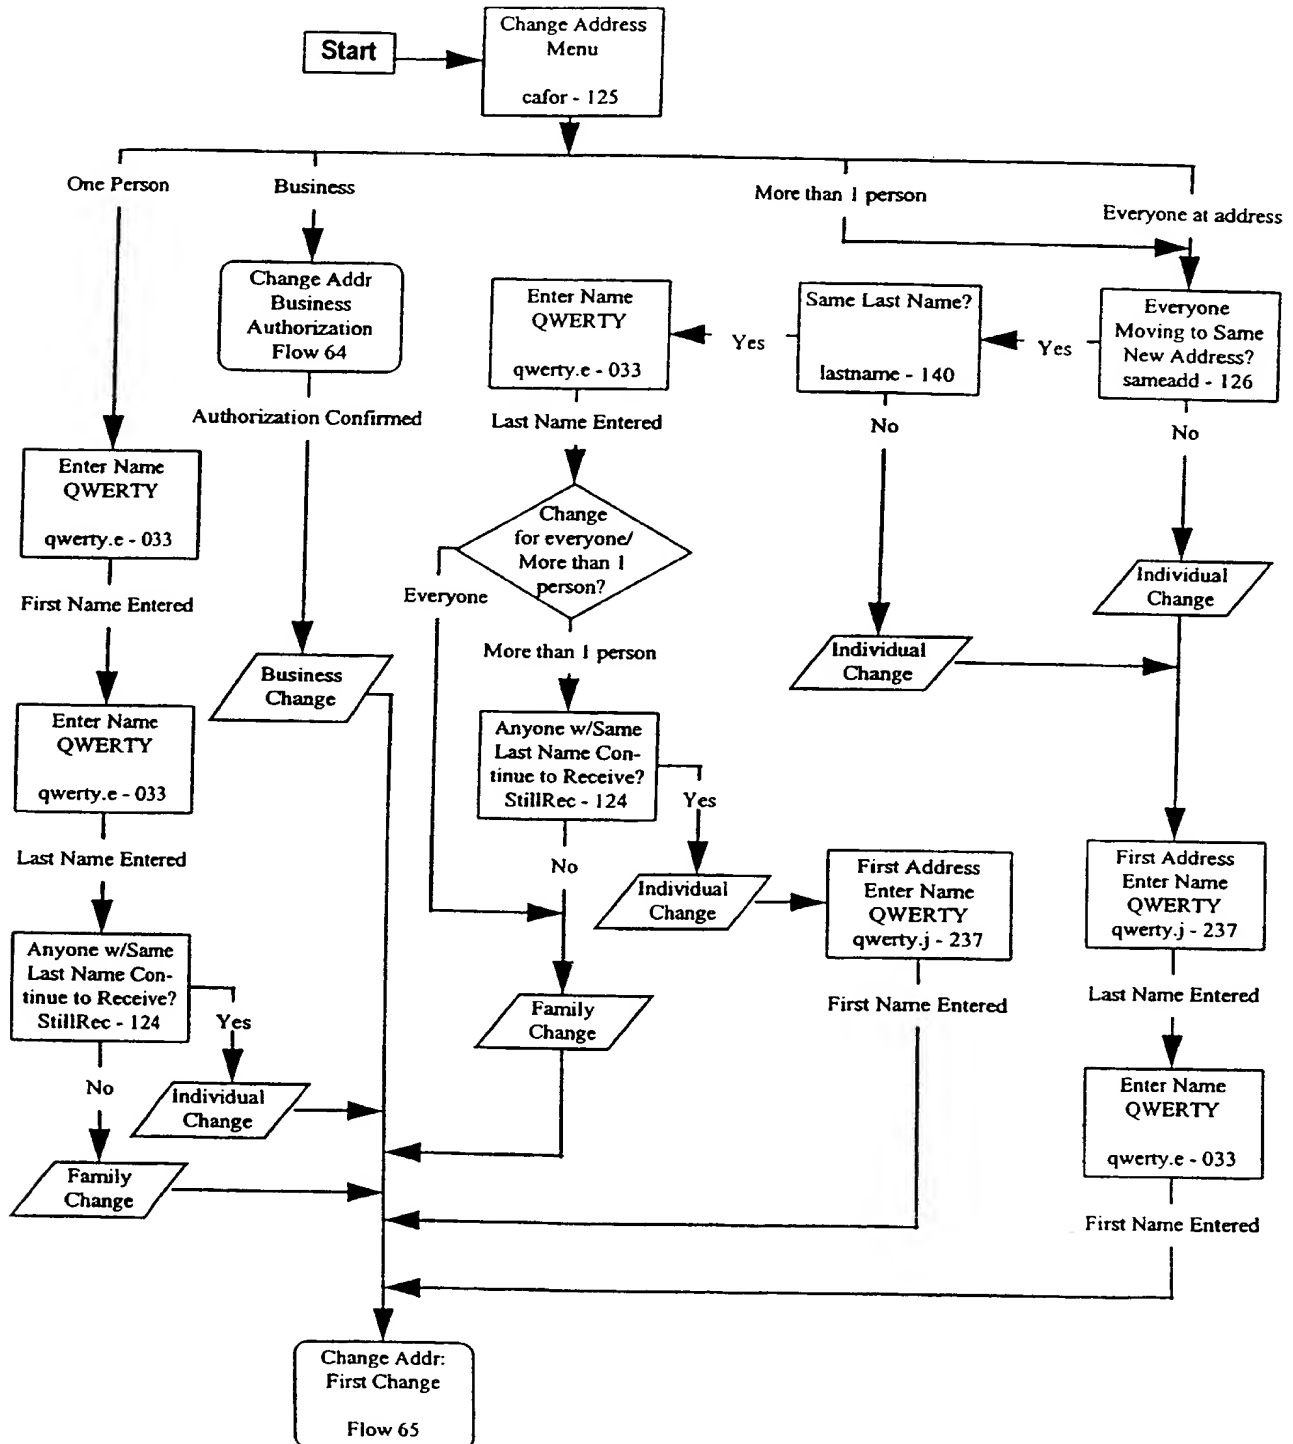 Start
Change Address
Menu
cafor - 125
One Person
Business
More than 1 person
Everyone at address
Change Addr
Business
Authorization
Flow 64
Enter Name
QWERTY
qwerty.e - 033
Same Last Name?
lastname - 140
Everyone
Moving to Same
New Address?
sameadd - 126
Yes
Yes
Authorization Confirmed
Last Name Entered
No
No
Enter Name
QWERTY
qwerty.e - 033
Change
for everyone/
More than 1
person?
Everyone
Individual
Change
First Name Entered
More than 1 person
Individual
Change
Business
Change
Enter Name
QWERTY
qwerty.e - 033
Anyone w/Same
Last Name Con-
tinue to Receive?
StillRec - 124
Yes
Last Name Entered
No
Individual
Change
First Address
Enter Name
QWERTY
qwerty.j - 237
First Address
Enter Name
QWERTY
qwerty.j - 237
Anyone w/Same
Last Name Con-
tinue to Receive?
StillRec - 124
Yes
Family
Change
First Name Entered
Last Name Entered
No
Individual
Change
Enter Name
QWERTY
qwerty.e - 033
Family
Change
First Name Entered
Change Addr:
First Change
Flow 65